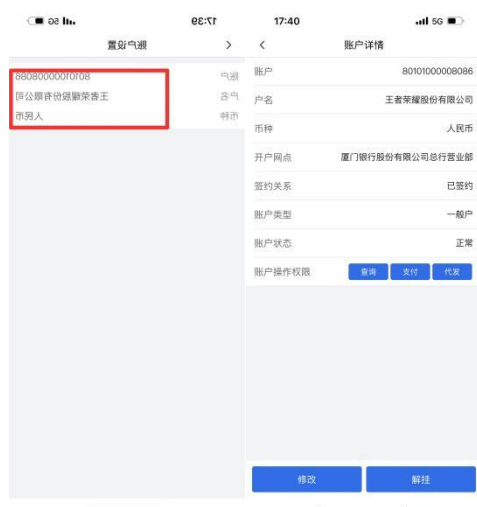 17:39
5G
账户设置
账户 80101000008086
户名 王者荣耀股份有限公司
币种 人民币
17:40
5G
账户详情
账户 80101000008086
户名 王者荣耀股份有限公司
币种 人民币
开户网点 厦门银行股份有限公司总行营业部
签约关系 已签约
账户类型 一般户
账户状态 正常
账户操作权限 查询 支付 代发
修改 解挂